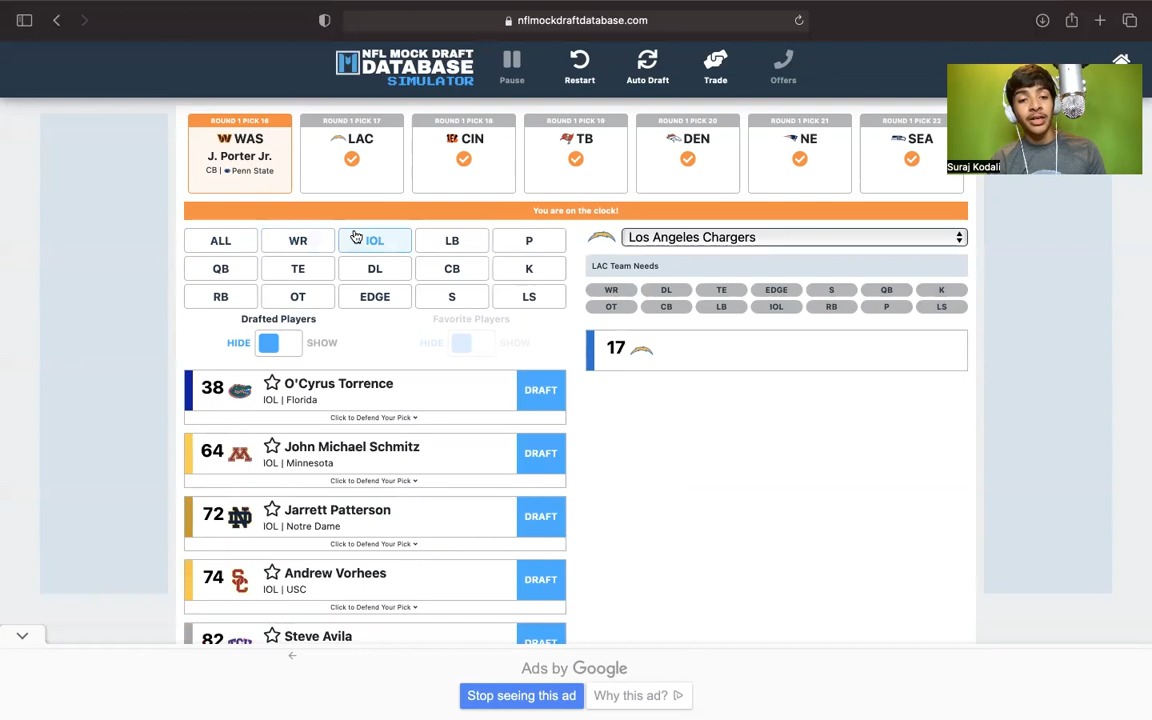 nflmockdraftdatabase.com
NFL MOCK DRAFT
DATABASE
SIMULATOR
Pause
Restart
Auto Draft
Trade
Offers
Suraj Kodali
ROUND 1 PICK 16
WAS
J. Porter Jr.
CB | Penn State
ROUND 1 PICK 17
LAC
ROUND 1 PICK 18
CIN
ROUND 1 PICK 19
TB
ROUND 1 PICK 20
DEN
ROUND 1 PICK 21
NE
ROUND 1 PICK 22
SEA
You are on the clock!
ALL
WR
IOL
LB
P
QB
TE
DL
CB
K
RB
OT
EDGE
S
LS
Drafted Players
HIDE
SHOW
Favorite Players
HIDE
SHOW
38
O'Cyrus Torrence
IOL | Florida
DRAFT
Click to Defend Your Pick
64
John Michael Schmitz
IOL | Minnesota
DRAFT
Click to Defend Your Pick
72
Jarrett Patterson
IOL | Notre Dame
DRAFT
Click to Defend Your Pick
74
Andrew Vorhees
IOL | USC
DRAFT
Click to Defend Your Pick
82
Steve Avila
DRAFT
Los Angeles Chargers
LAC Team Needs
WR
DL
TE
EDGE
S
QB
K
OT
CB
LB
IOL
RB
P
LS
17
Ads by Google
Stop seeing this ad
Why this ad?